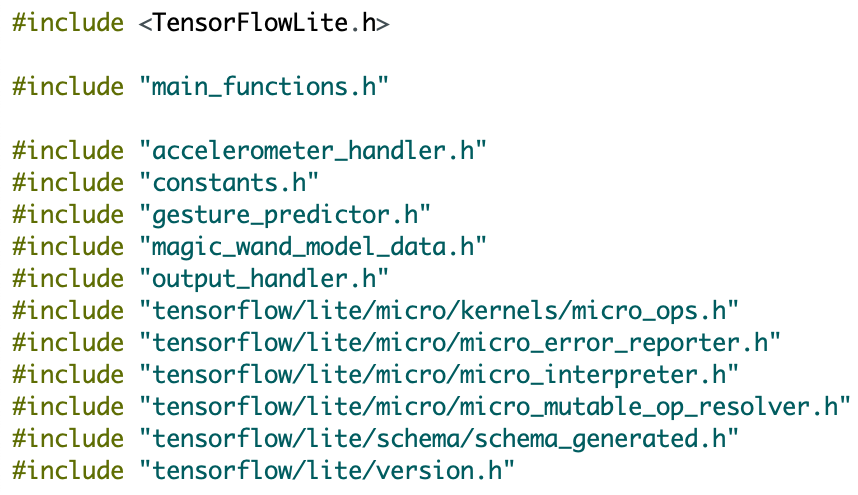 #include <TensorFlowLite.h>
#include "main_functions.h"
#include "accelerometer_handler.h"
#include "constants.h"
#include "gesture_predictor.h"
#include "magic_wand_model_data.h"
#include "output_handler.h"
#include "tensorflow/lite/micro/kernels/micro_ops.h"
#include "tensorflow/lite/micro/micro_error_reporter.h"
#include "tensorflow/lite/micro/micro_interpreter.h"
#include "tensorflow/lite/micro/micro_mutable_op_resolver.h"
#include "tensorflow/lite/schema/schema_generated.h"
#include "tensorflow/lite/version.h"